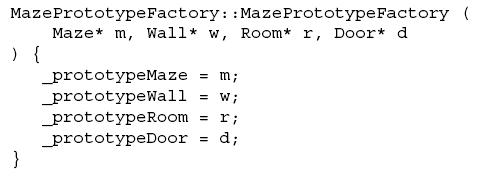 MazePrototypeFactory::MazePrototypeFactory (
    Maze* m, Wall* w, Room* r, Door* d
) {
   _prototypeMaze = m;
   _prototypeWall = w;
   _prototypeRoom = r;
   _prototypeDoor = d;
}